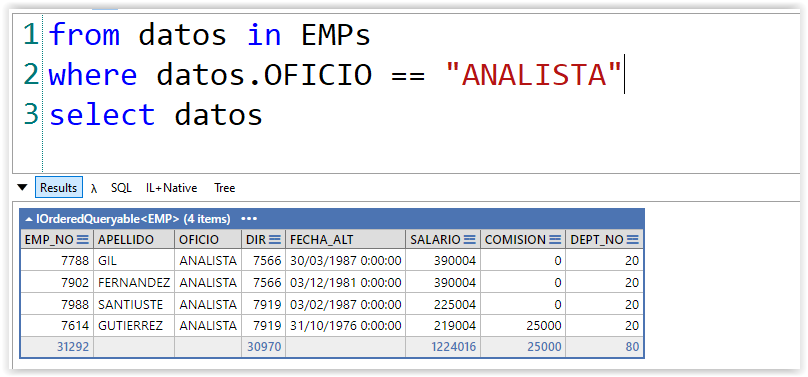 1 from datos in EMPs
2 where datos.OFICIO == "ANALISTA"
3 select datos
Results λ SQL IL+Native Tree
IOrderedQueryable<EMP> (4 items) •••
EMP_NO APELLIDO OFICIO DIR FECHA_ALT SALARIO COMISION DEPT_NO
7788 GIL ANALISTA 7566 30/03/1987 0:00:00 390004 0 20
7902 FERNANDEZ ANALISTA 7566 03/12/1981 0:00:00 390004 0 20
7988 SANTIUSTE ANALISTA 7919 03/02/1987 0:00:00 225004 0 20
7614 GUTIERREZ ANALISTA 7919 31/10/1976 0:00:00 219004 25000 20
31292 30970 1224016 25000 80